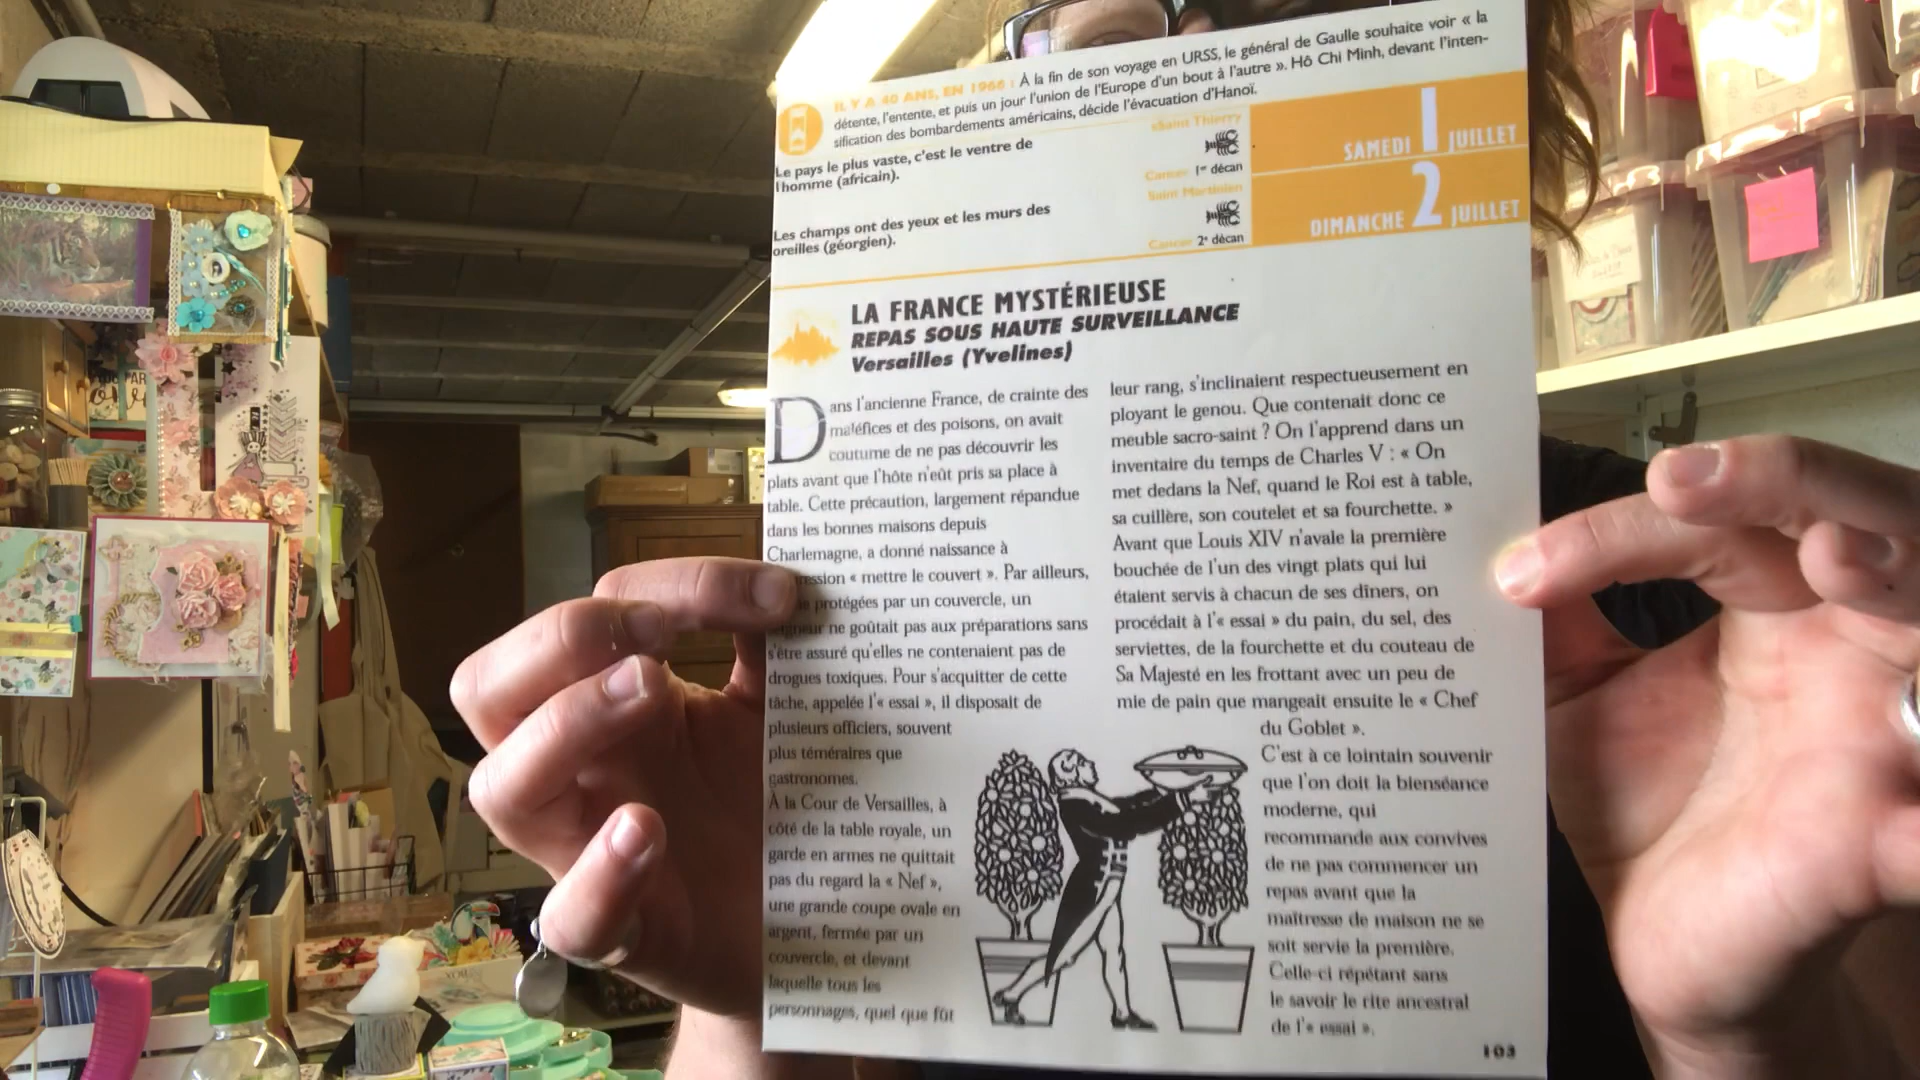 IL Y A 40 ANS, EN 1966 : À la fin de son voyage en URSS, le général de Gaulle souhaite voir « la
détente, l'entente, et puis un jour l'union de l'Europe d'un bout à l'autre ». Hô Chi Minh, devant l'inten-
sification des bombardements américains, décide l'évacuation d'Hanoï.
Le pays le plus vaste, c'est le ventre de
l'homme (africain).
Saint Thierry
Cancer 1er décan
SAMEDI 1 JUILLET
Les champs ont des yeux et les murs des
oreilles (géorgien).
Saint Martinien
Cancer 2e décan
DIMANCHE 2 JUILLET
LA FRANCE MYSTÉRIEUSE
REPAS SOUS HAUTE SURVEILLANCE
Versailles (Yvelines)
Dans l'ancienne France, de crainte des
maléfices et des poisons, on avait
coutume de ne pas découvrir les
plats avant que l'hôte n'eût pris sa place à
table. Cette précaution, largement répandue
dans les bonnes maisons depuis
Charlemagne, a donné naissance à
« mettre le couvert ». Par ailleurs,
protégées par un couvercle, un
seigneur ne goûtait pas aux préparations sans
s'être assuré qu'elles ne contenaient pas de
drogues toxiques. Pour s'acquitter de cette
tâche, appelée l'« essai », il disposait de
plusieurs officiers, souvent
plus téméraires que
gastronomes.
À la Cour de Versailles, à
côté de la table royale, un
garde en armes ne quittait
pas du regard la « Nef »,
une grande coupe ovale en
argent, fermée par un
couvercle, et devant
laquelle tous les
personnages, quel que fût
leur rang, s'inclinaient respectueusement en
ployant le genou. Que contenait donc ce
meuble sacro-saint ? On l'apprend dans un
inventaire du temps de Charles V : « On
met dedans la Nef, quand le Roi est à table,
sa cuillère, son coutelet et sa fourchette. »
Avant que Louis XIV n'avale la première
bouchée de l'un des vingt plats qui lui
étaient servis à chacun de ses dîners, on
procédait à l'« essai » du pain, du sel, des
serviettes, de la fourchette et du couteau de
Sa Majesté en les frottant avec un peu de
mie de pain que mangeait ensuite le « Chef
du Goblet ».
C'est à ce lointain souvenir
que l'on doit la bienséance
moderne, qui
recommande aux convives
de ne pas commencer un
repas avant que la
maîtresse de maison ne se
soit servie la première.
Celle-ci répétant sans
le savoir le rite ancestral
de l'« essai ».
103